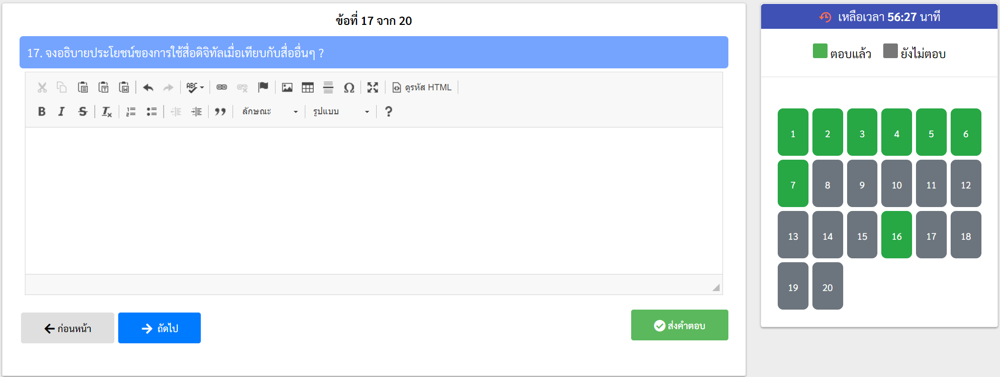 ข้อที่ 17 จาก 20
17. จงอธิบายประโยชน์ของการใช้สื่อดิจิทัลเมื่อเทียบกับสื่ออื่นๆ ?
ABC
ดูรหัส HTML
B I S
ลักษณะ
รูปแบบ
?
ก่อนหน้า
ถัดไป
ส่งคำตอบ
เหลือเวลา 56:27 นาที
ตอบแล้ว ยังไม่ตอบ
1 2 3 4 5 6
7 8 9 10 11 12
13 14 15 16 17 18
19 20